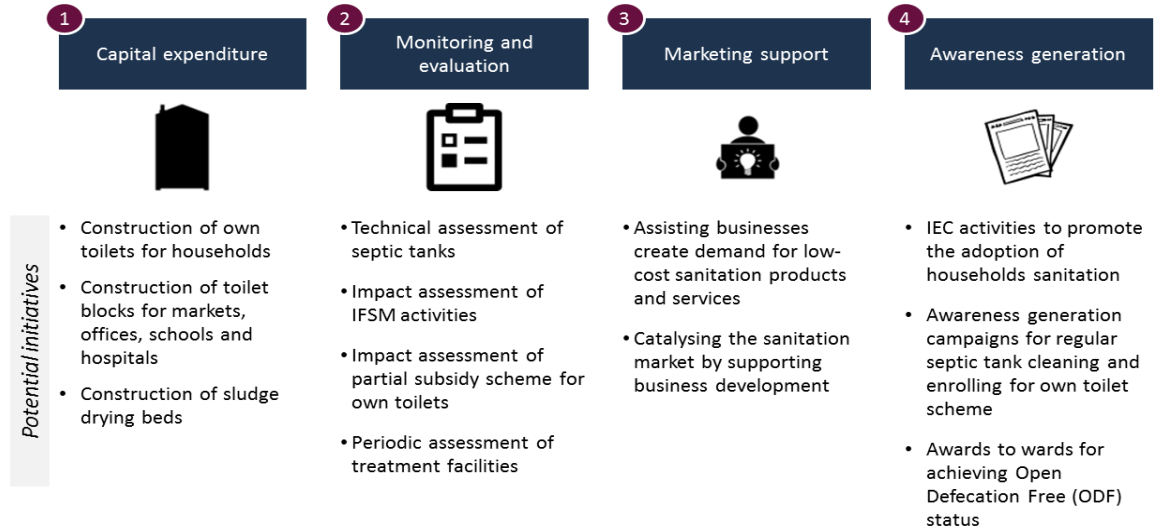 1
Capital expenditure
2
Monitoring and
evaluation
3
Marketing support
4
Awareness generation
Potential initiatives
• Construction of own
toilets for households
• Construction of toilet
blocks for markets,
offices, schools and
hospitals
• Construction of sludge
drying beds
• Technical assessment of
septic tanks
• Impact assessment of
IFSM activities
• Impact assessment of
partial subsidy scheme for
own toilets
• Periodic assessment of
treatment facilities
• Assisting businesses
create demand for low-
cost sanitation products
and services
• Catalysing the sanitation
market by supporting
business development
• IEC activities to promote
the adoption of
households sanitation
• Awareness generation
campaigns for regular
septic tank cleaning and
enrolling for own toilet
scheme
• Awards to wards for
achieving Open
Defecation Free (ODF)
status